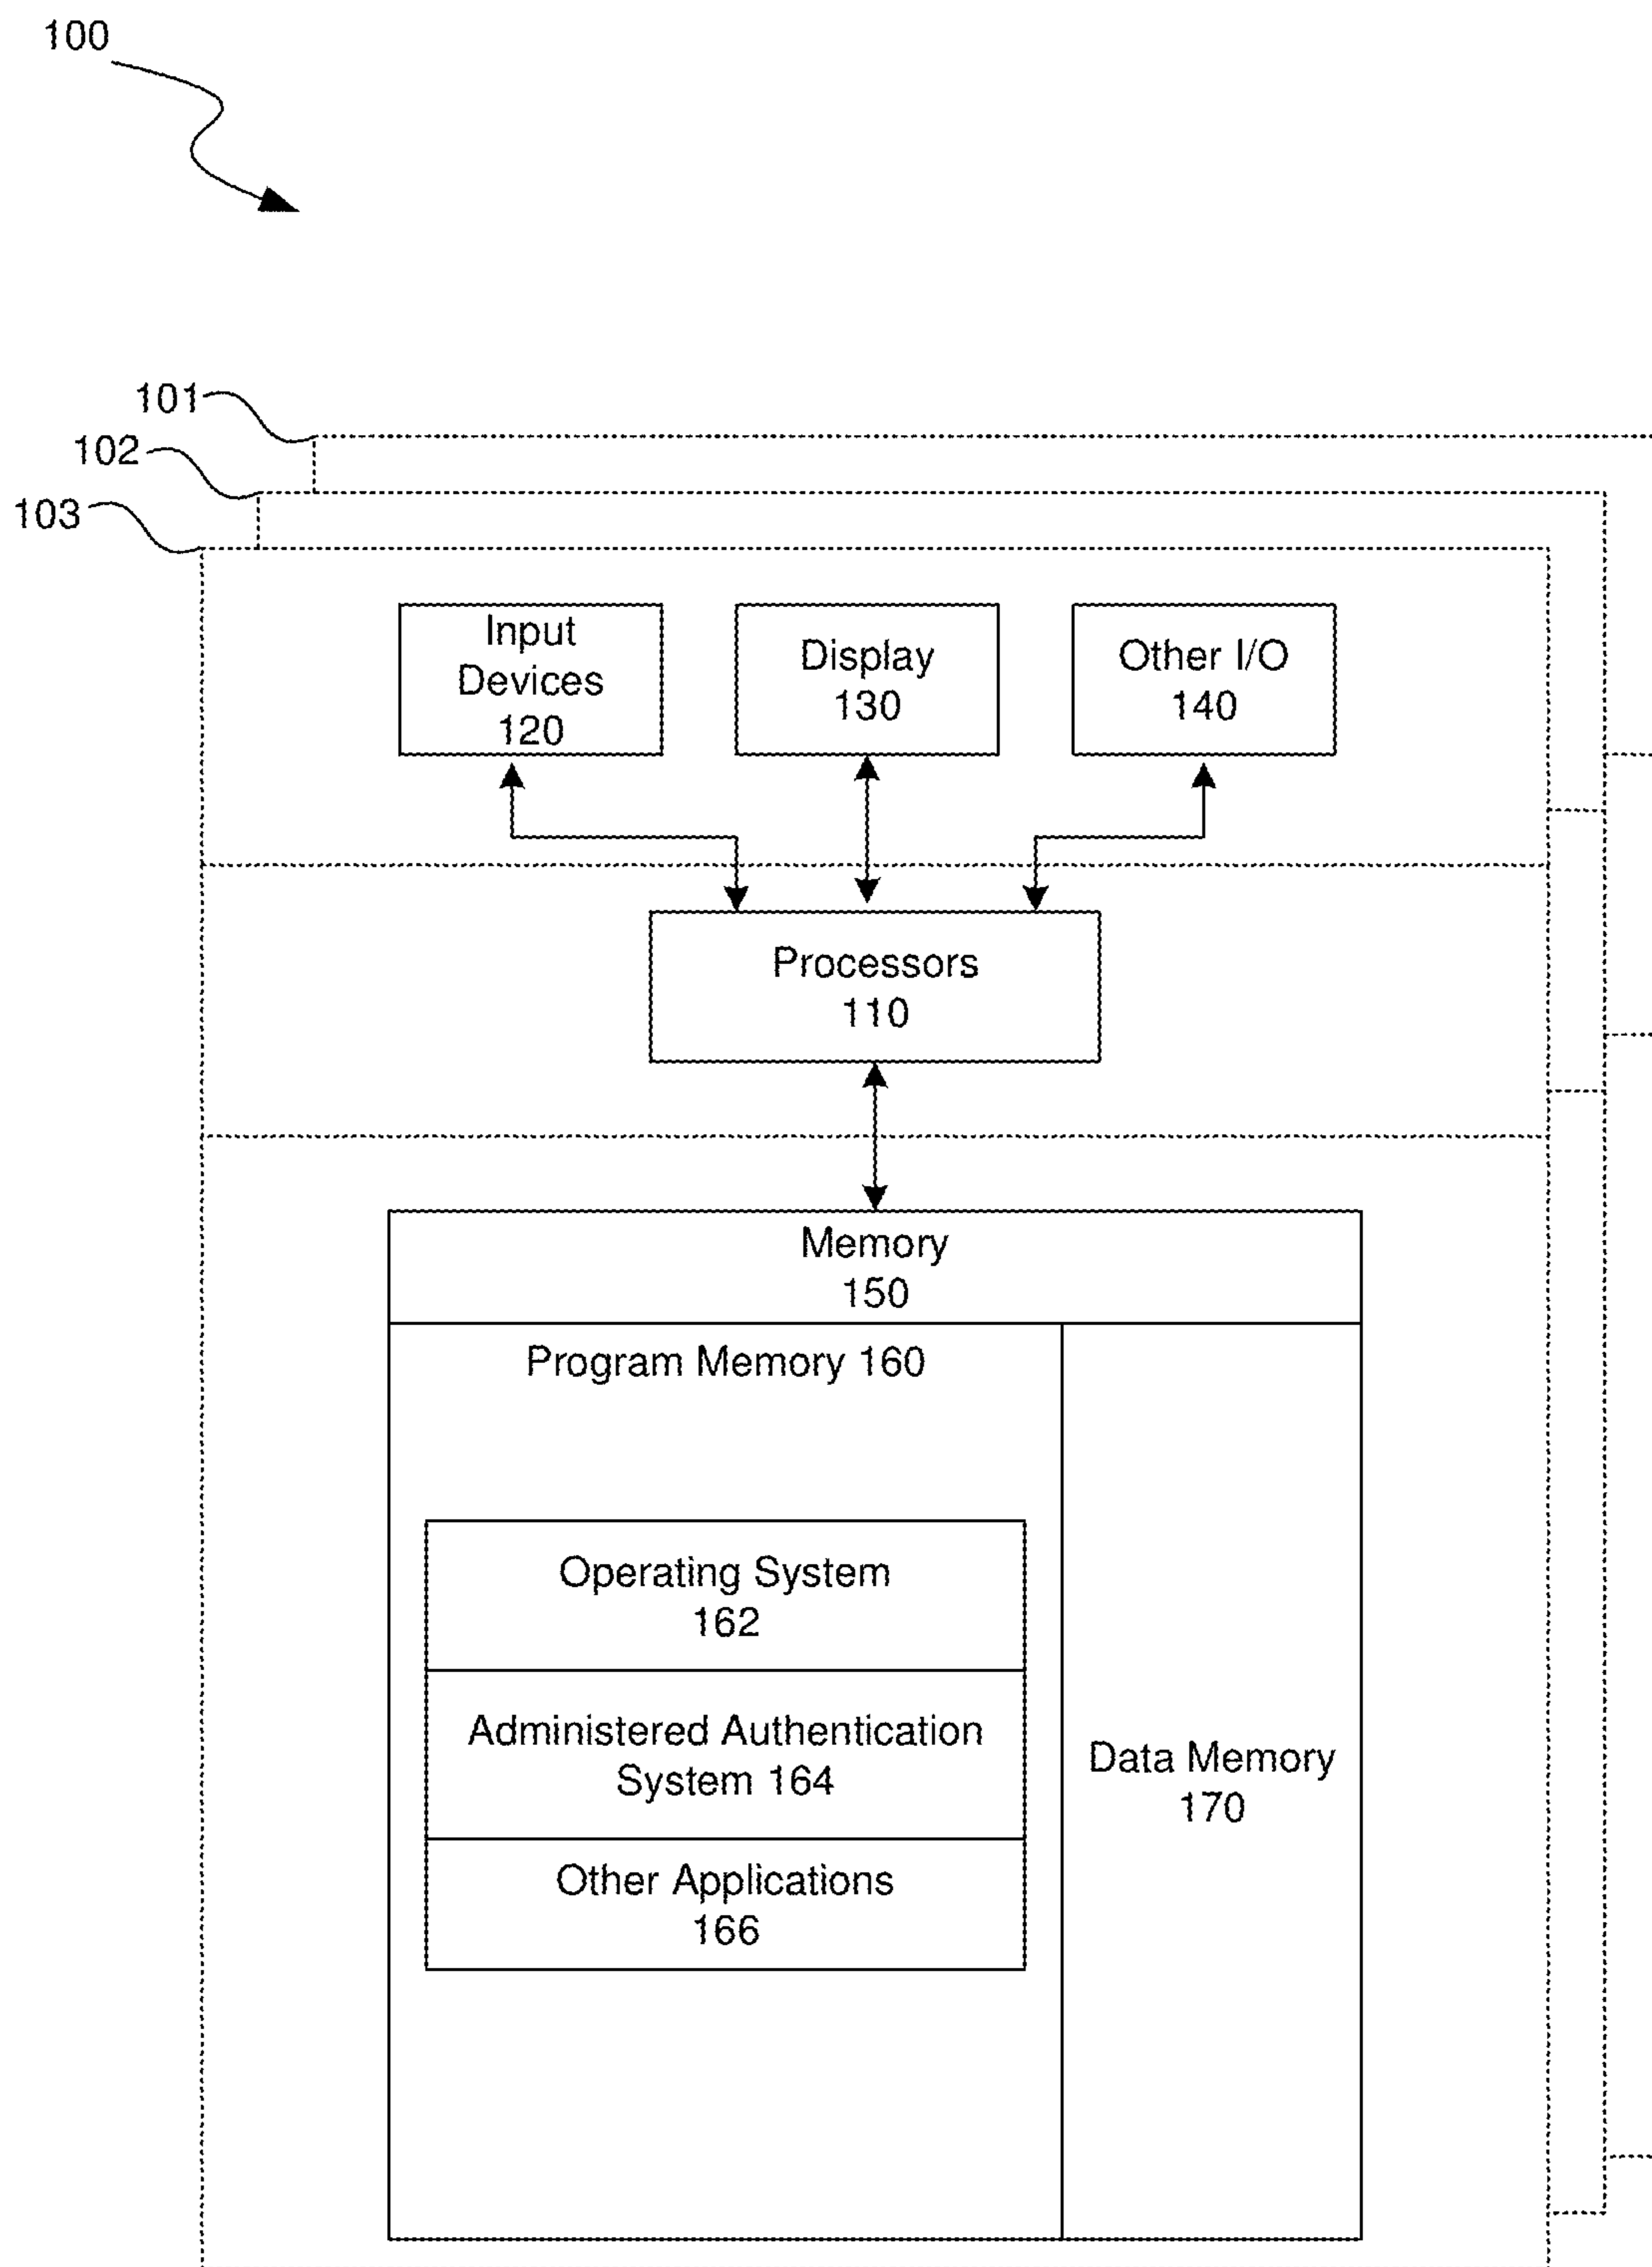 100
101
102
103
Input
Devices
120
Display
130
Other I/O
140
Processors
110
Memory
150
Program Memory 160
Operating System
162
Administered Authentication
System 164
Other Applications
166
Data Memory
170